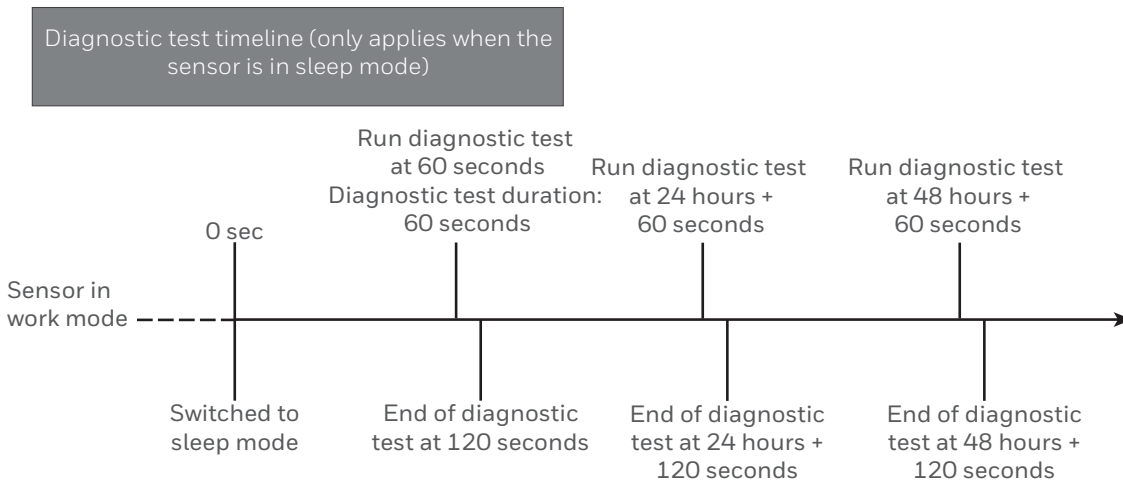 Diagnostic test timeline (only applies when the
sensor is in sleep mode)
Run diagnostic test
at 60 seconds
Diagnostic test duration:
60 seconds
Run diagnostic test
at 24 hours +
60 seconds
Run diagnostic test
at 48 hours +
60 seconds
0 sec
Sensor in
work mode
Switched to
sleep mode
End of diagnostic
test at 120 seconds
End of diagnostic
test at 24 hours +
120 seconds
End of diagnostic
test at 48 hours +
120 seconds